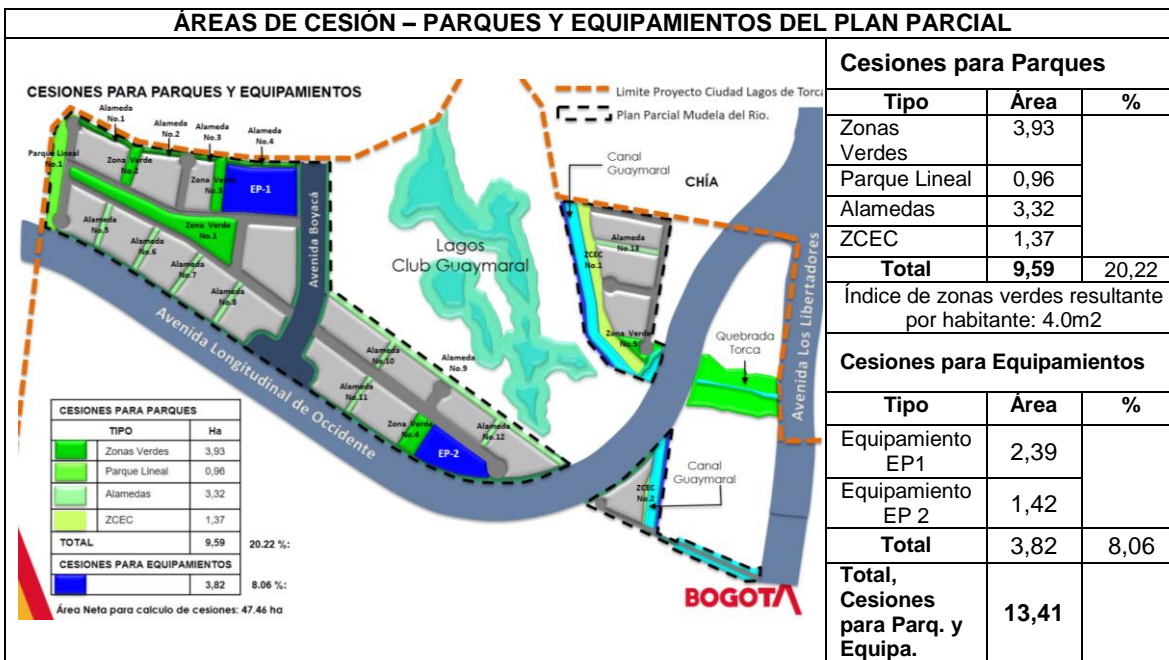 ÁREAS DE CESIÓN – PARQUES Y EQUIPAMIENTOS DEL PLAN PARCIAL
CESIONES PARA PARQUES Y EQUIPAMIENTOS
Limite Proyecto Ciudad Lagos de Torca
Plan Parcial Mudela del Rio.
Alameda No.1
Alameda No.2
Alameda No.3
Alameda No.4
Parque Lineal No.1
Zona Verde No.2
Zona Verde No.3
EP-1
Zona Verde No.1
Alameda No.5
Alameda No.6
Alameda No.7
Alameda No.8
Avenida Boyacá
Avenida Longitudinal de Occidente
Lagos
Club Guaymaral
Canal
Guaymaral
CHÍA
Alameda No.13
ZCEC No.1
Zona Verde No.5
Quebrada
Torca
Avenida Los Libertadores
Alameda No.10
Alameda No.9
Alameda No.11
Zona Verde No.4
EP-2
Alameda No.12
ZCEC No.2
Canal
Guaymaral
CESIONES PARA PARQUES
TIPO Ha
Zonas Verdes 3,93
Parque Lineal 0,96
Alamedas 3,32
ZCEC 1,37
TOTAL 9,59 20.22 %:
CESIONES PARA EQUIPAMIENTOS
3,82 8.06 %:
Área Neta para calculo de cesiones: 47.46 ha
BOGOTÁ
Cesiones para Parques
Tipo Área %
Zonas 3,93
Verdes
Parque Lineal 0,96
Alamedas 3,32
ZCEC 1,37
Total 9,59 20,22
Índice de zonas verdes resultante
por habitante: 4.0m2
Cesiones para Equipamientos
Tipo Área %
Equipamiento
EP1 2,39
Equipamiento
EP 2 1,42
Total 3,82 8,06
Total,
Cesiones
para Parq. y
Equipa. 13,41